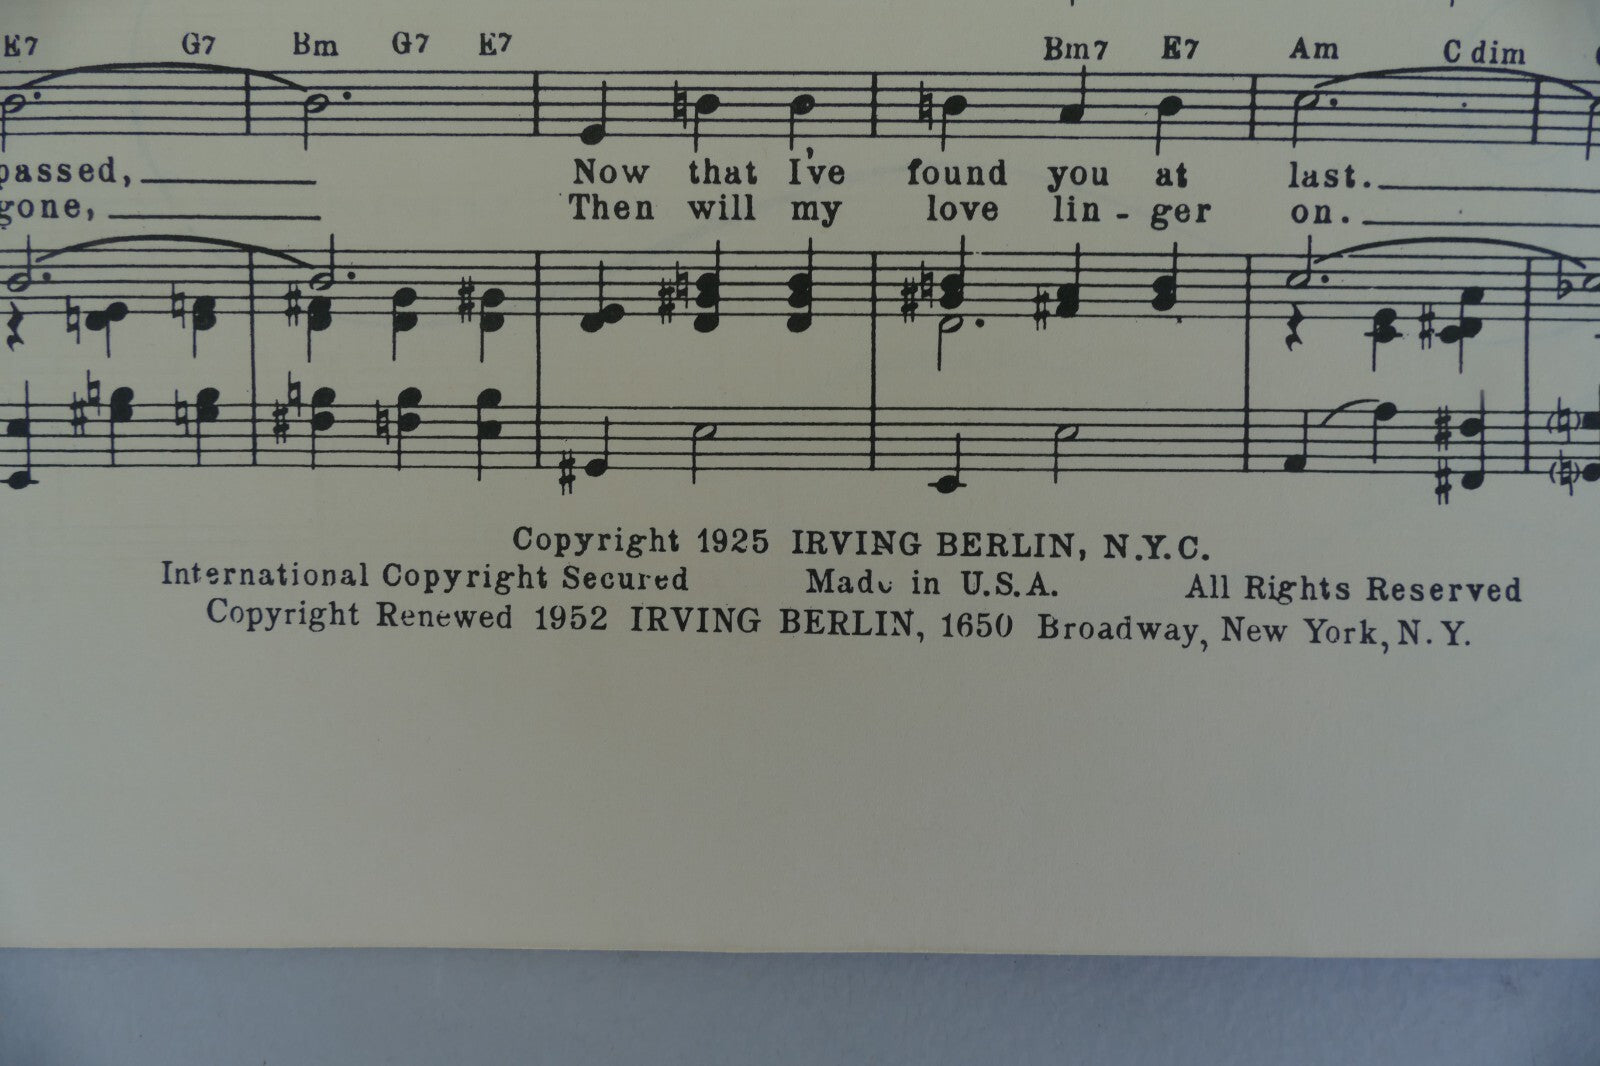 E7 G7 Bm G7 E7 Bm7 E7 Am C dim
passed, Now that I've found you at last.
gone, Then will my love lin - ger on.
Copyright 1925 IRVING BERLIN, N.Y.C.
International Copyright Secured Made in U.S.A. All Rights Reserved
Copyright Renewed 1952 IRVING BERLIN, 1650 Broadway, New York, N. Y.